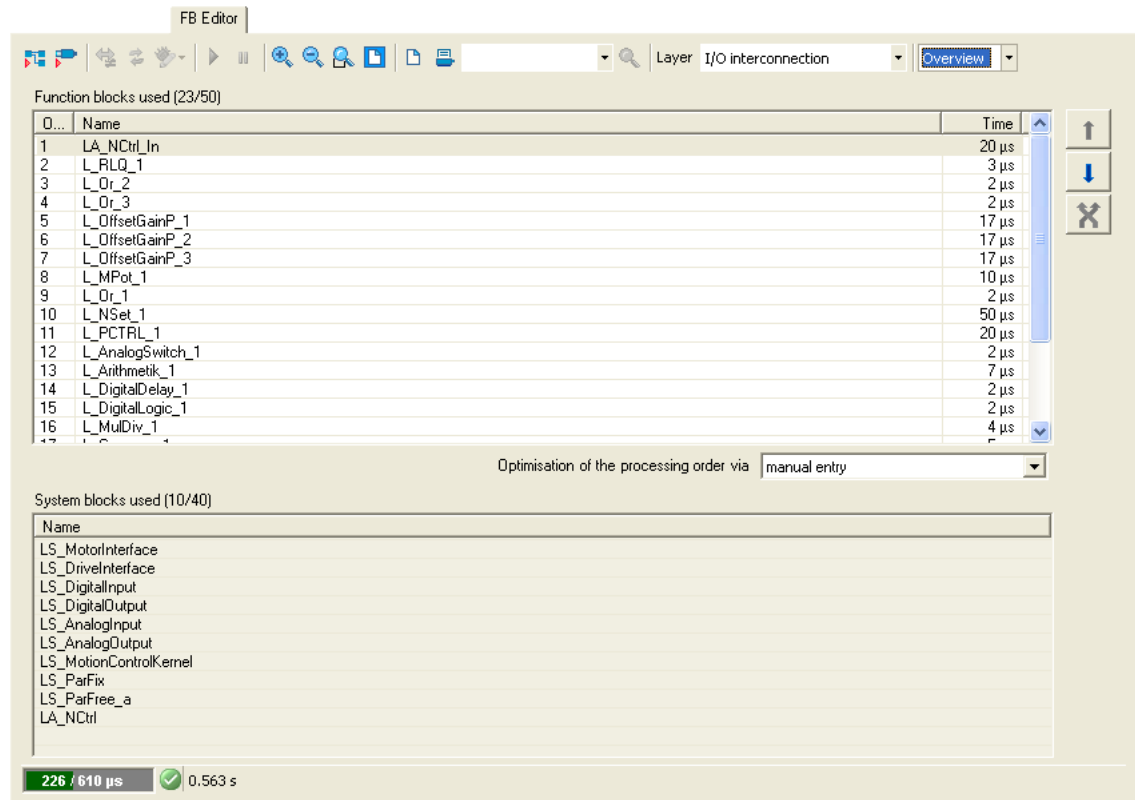 FB Editor
Layer I/O interconnection Overview
Function blocks used (23/50)
O... Name Time
1 LA_NCtrl_In 20 µs
2 L_RLQ_1 3 µs
3 L_Or_2 2 µs
4 L_Or_3 2 µs
5 L_OffsetGainP_1 17 µs
6 L_OffsetGainP_2 17 µs
7 L_OffsetGainP_3 17 µs
8 L_MPot_1 10 µs
9 L_Or_1 2 µs
10 L_NSet_1 50 µs
11 L_PCTRL_1 20 µs
12 L_AnalogSwitch_1 2 µs
13 L_Arithmetik_1 7 µs
14 L_DigitalDelay_1 2 µs
15 L_DigitalLogic_1 2 µs
16 L_MulDiv_1 4 µs
Optimisation of the processing order via manual entry
System blocks used (10/40)
Name
LS_MotorInterface
LS_DriveInterface
LS_DigitalInput
LS_DigitalOutput
LS_AnalogInput
LS_AnalogOutput
LS_MotionControlKernel
LS_ParFix
LS_ParFree_a
LA_NCtrl
226 / 610 µs 0.563 s